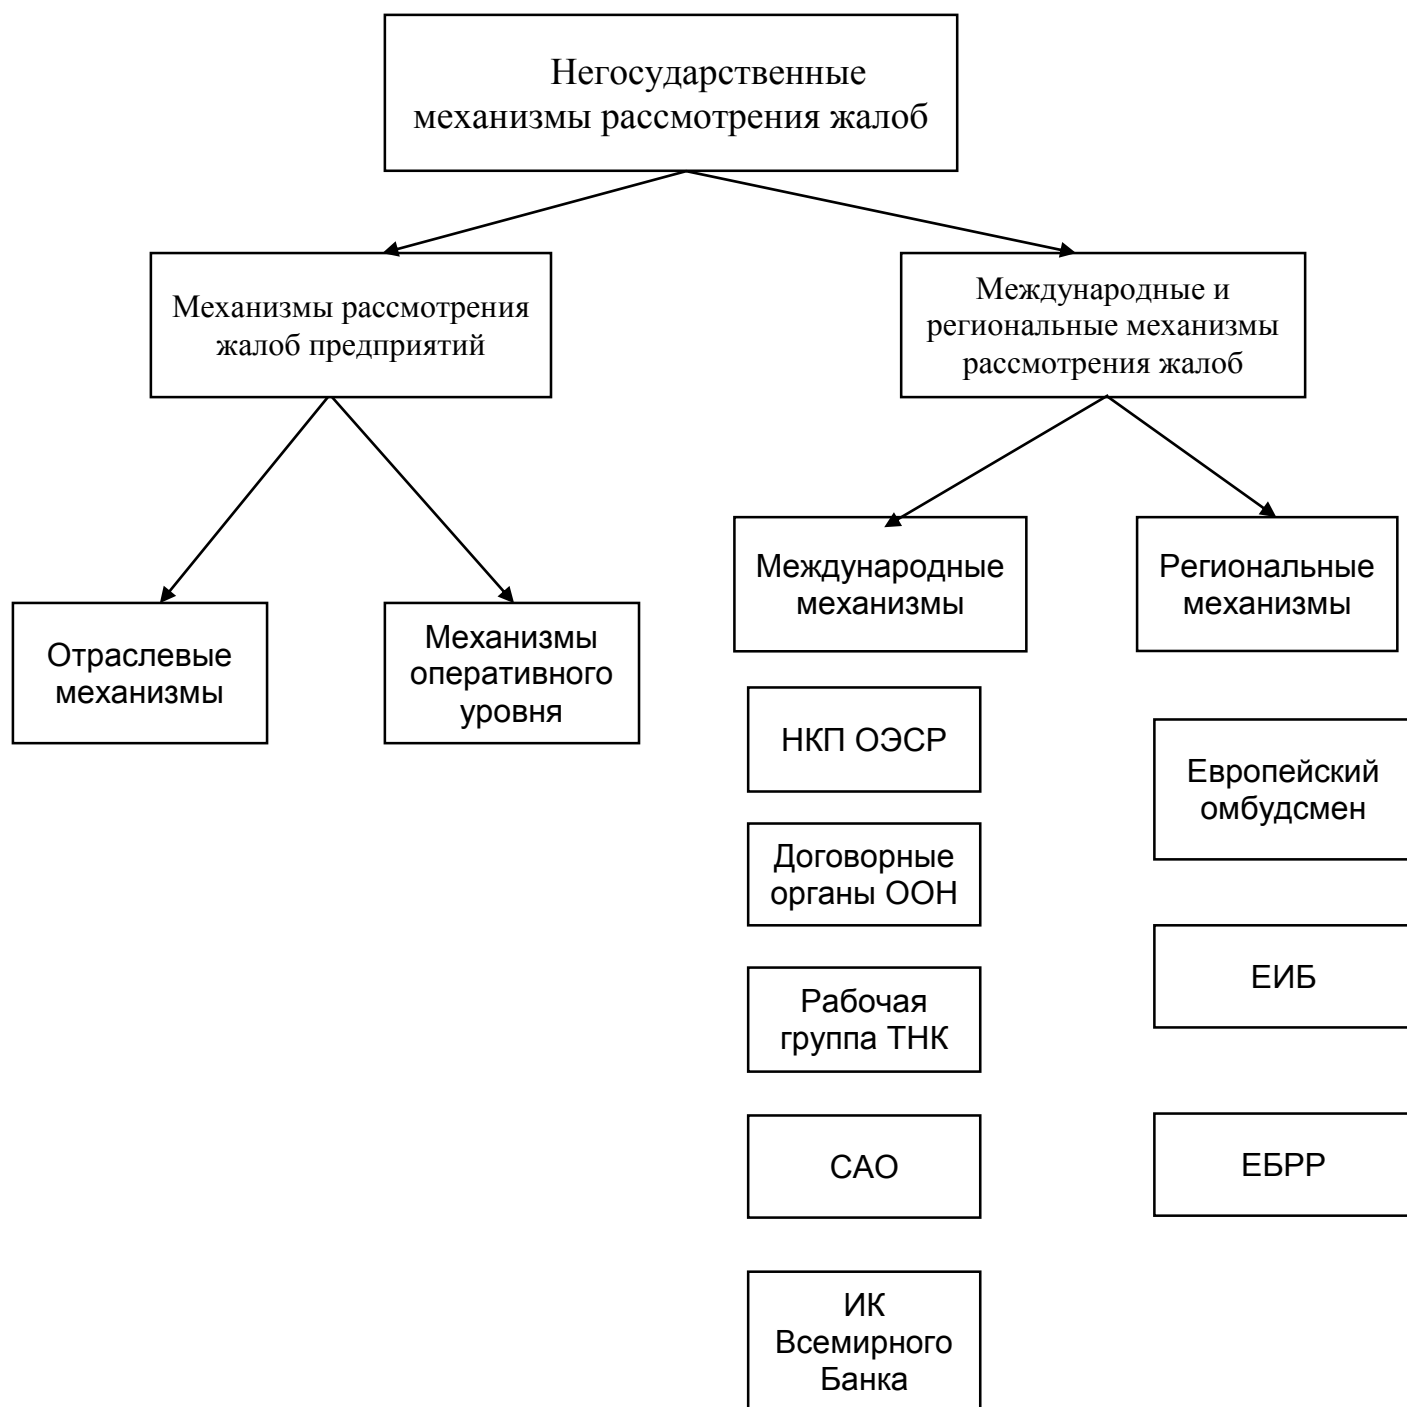 Негосударственные
механизмы рассмотрения жалоб
Механизмы рассмотрения
жалоб предприятий
Международные и
региональные механизмы
рассмотрения жалоб
Отраслевые
механизмы
Механизмы
оперативного
уровня
Международные
механизмы
Региональные
механизмы
НКП ОЭСР
Договорные
органы ООН
Рабочая
группа ТНК
САО
ИК
Всемирного
Банка
Европейский
омбудсмен
ЕИБ
ЕБРР